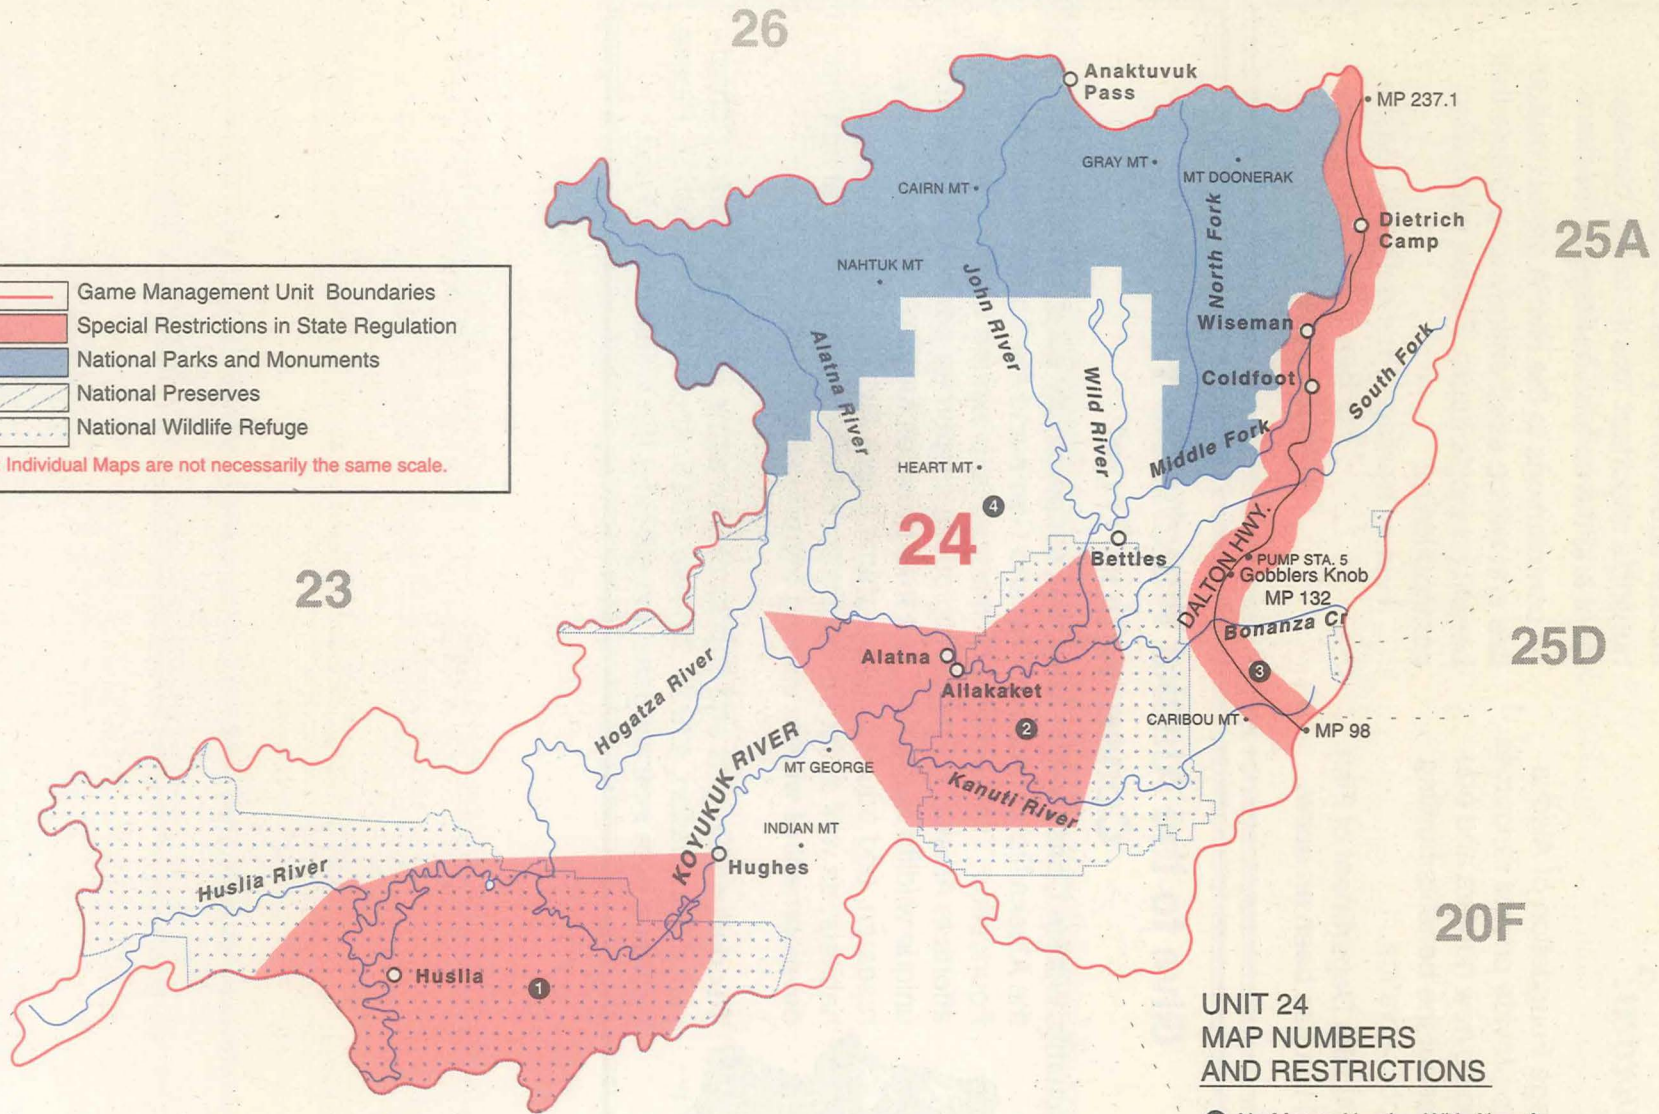 26
Anaktuvuk
Pass
MP 237.1
GRAY MT
MT DOONERAK
CAIRN MT
North Fork
Dietrich
Camp
25A
NAHTUK MT
John River
Game Management Unit Boundaries
Special Restrictions in State Regulation
National Parks and Monuments
National Preserves
National Wildlife Refuge
Individual Maps are not necessarily the same scale.
Wiseman
Alatna River
Wild River
South Fork
Coldfoot
Middle Fork
HEART MT
4
24
DALTON HWY.
Bettles
PUMP STA. 5
Gobblers Knob
MP 132
23
Bonanza Cr
25D
Alatna
Allakaket
3
Hogatza River
2
CARIBOU MT
MP 98
KOYUKUK RIVER
MT GEORGE
Kanuti River
INDIAN MT
Hughes
Huslia River
20F
Huslia
1
UNIT 24
MAP NUMBERS
AND RESTRICTIONS